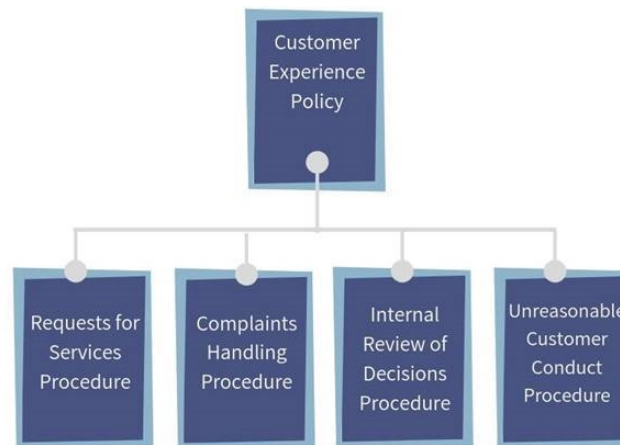 Customer
Experience
Policy
Requests for
Services
Procedure
Complaints
Handling
Procedure
Internal
Review of
Decisions
Procedure
Unreasonable
Customer
Conduct
Procedure